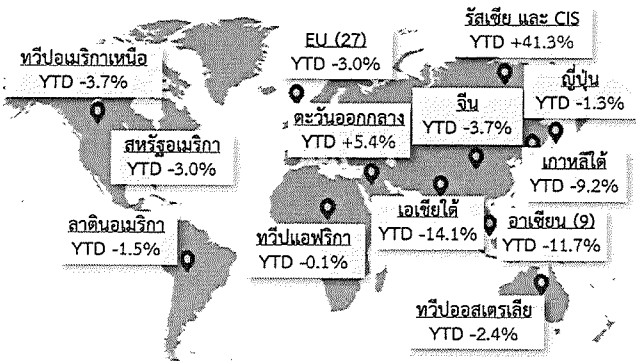 รัสเซีย และ CIS
YTD +41.3%
EU (27)
YTD -3.0%
ทวีปอเมริกาเหนือ
YTD -3.7%
ญี่ปุ่น
YTD -1.3%
จีน
YTD -3.7%
ตะวันออกกลาง
YTD +5.4%
สหรัฐอเมริกา
YTD -3.0%
เกาหลีใต้
YTD -9.2%
เอเชียใต้
YTD -14.1%
อาเซียน (9)
YTD -11.7%
ลาตินอเมริกา
YTD -1.5%
ทวีปแอฟริกา
YTD -0.1%
ทวีปออสเตรเลีย
YTD -2.4%